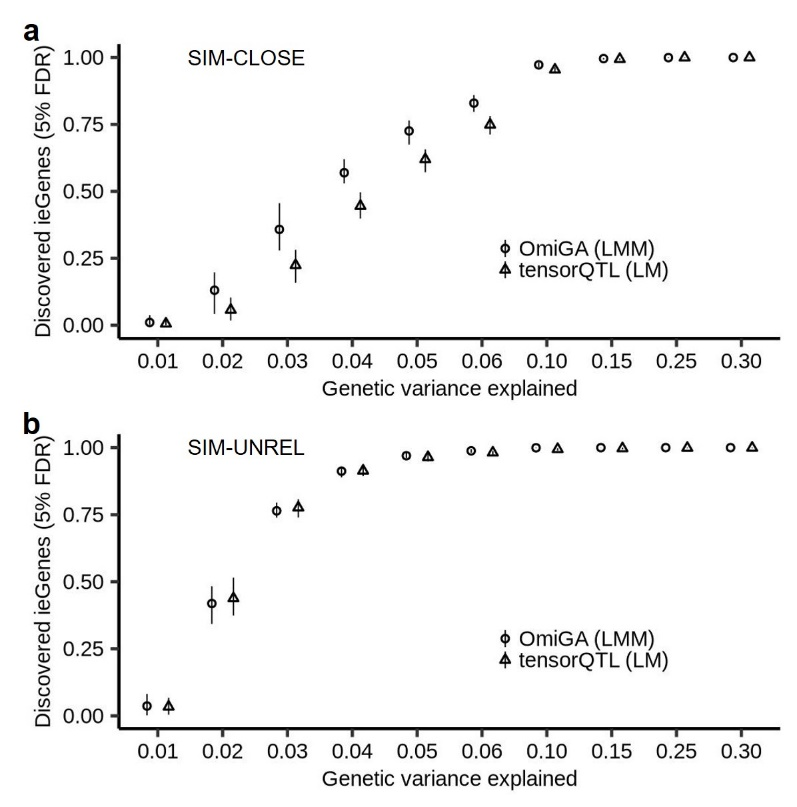 a
SIM-CLOSE
Discovered ieGenes (5% FDR)
1.00
0.75
0.50
0.25
0.00
OmiGA (LMM)
tensorQTL (LM)
0.01 0.02 0.03 0.04 0.05 0.06 0.10 0.15 0.25 0.30
Genetic variance explained
b
SIM-UNREL
Discovered ieGenes (5% FDR)
1.00
0.75
0.50
0.25
0.00
OmiGA (LMM)
tensorQTL (LM)
0.01 0.02 0.03 0.04 0.05 0.06 0.10 0.15 0.25 0.30
Genetic variance explained